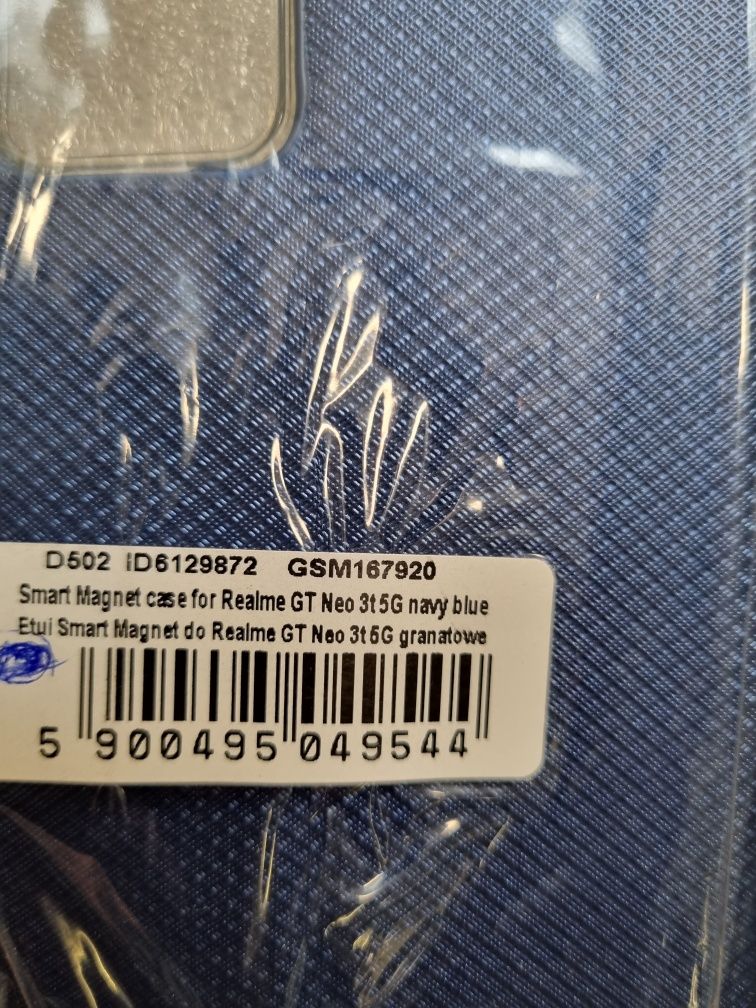 D502 ID6129872 GSM167920
Smart Magnet case for Realme GT Neo 3t 5G navy blue
Etui Smart Magnet do Realme GT Neo 3t 5G granatowe
5 900495 049544